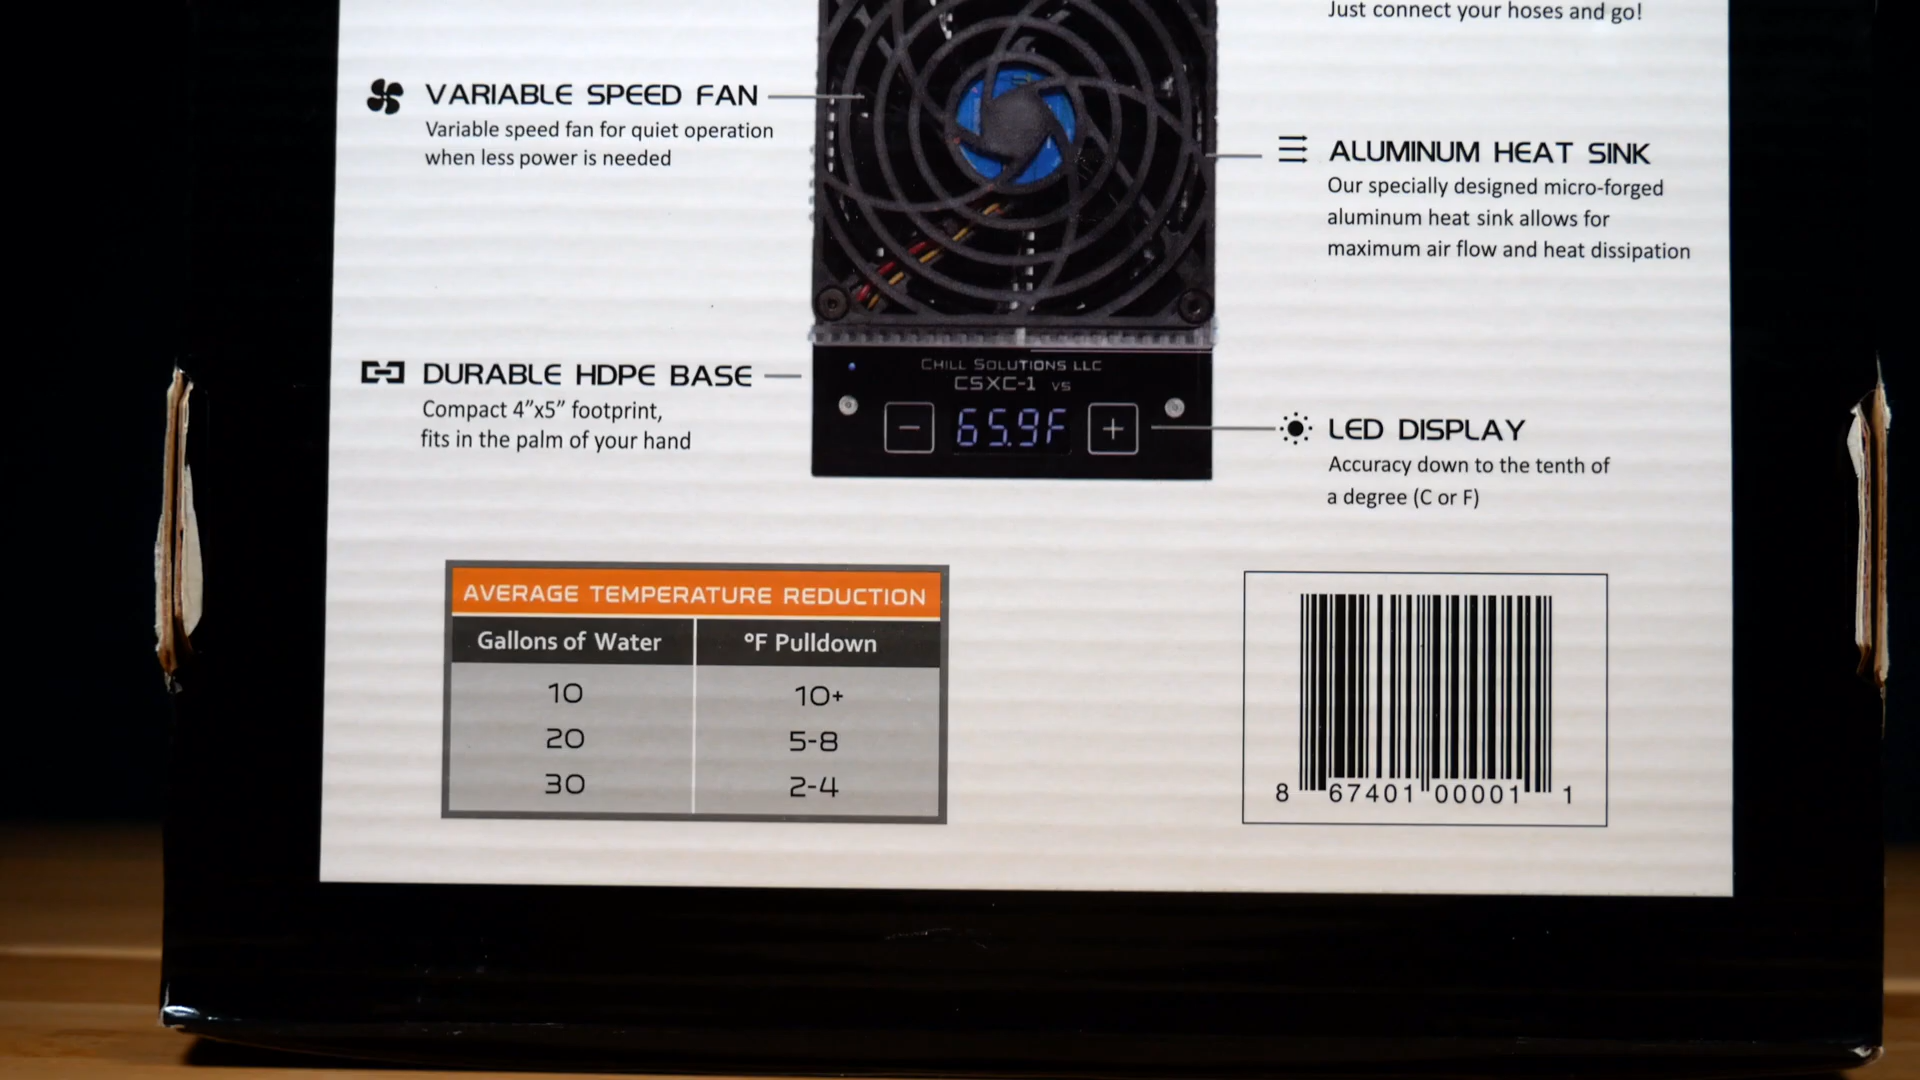 Just connect your hoses and go!
VARIABLE SPEED FAN
Variable speed fan for quiet operation
when less power is needed
ALUMINUM HEAT SINK
Our specially designed micro-forged
aluminum heat sink allows for
maximum air flow and heat dissipation
DURABLE HDPE BASE
Compact 4”x5” footprint,
fits in the palm of your hand
CHILL SOLUTIONS LLC
CSXC-1 VS
− 65.9F +
LED DISPLAY
Accuracy down to the tenth of
a degree (C or F)
AVERAGE TEMPERATURE REDUCTION
Gallons of Water ºF Pulldown
10 10+
20 5-8
30 2-4
8 67401 00001 1